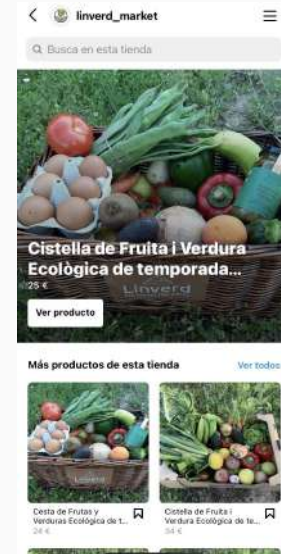 linverd_market
Busca en esta tienda
Cistella de Fruita i Verdura
Ecològica de temporada...
25 €
Linverd
Ver producto
Más productos de esta tienda
Ver todos
Cesta de Frutas y
Verduras Ecológica de t...
24 €
Cistella de Fruita i
Verdura Ecològica de te...
34 €